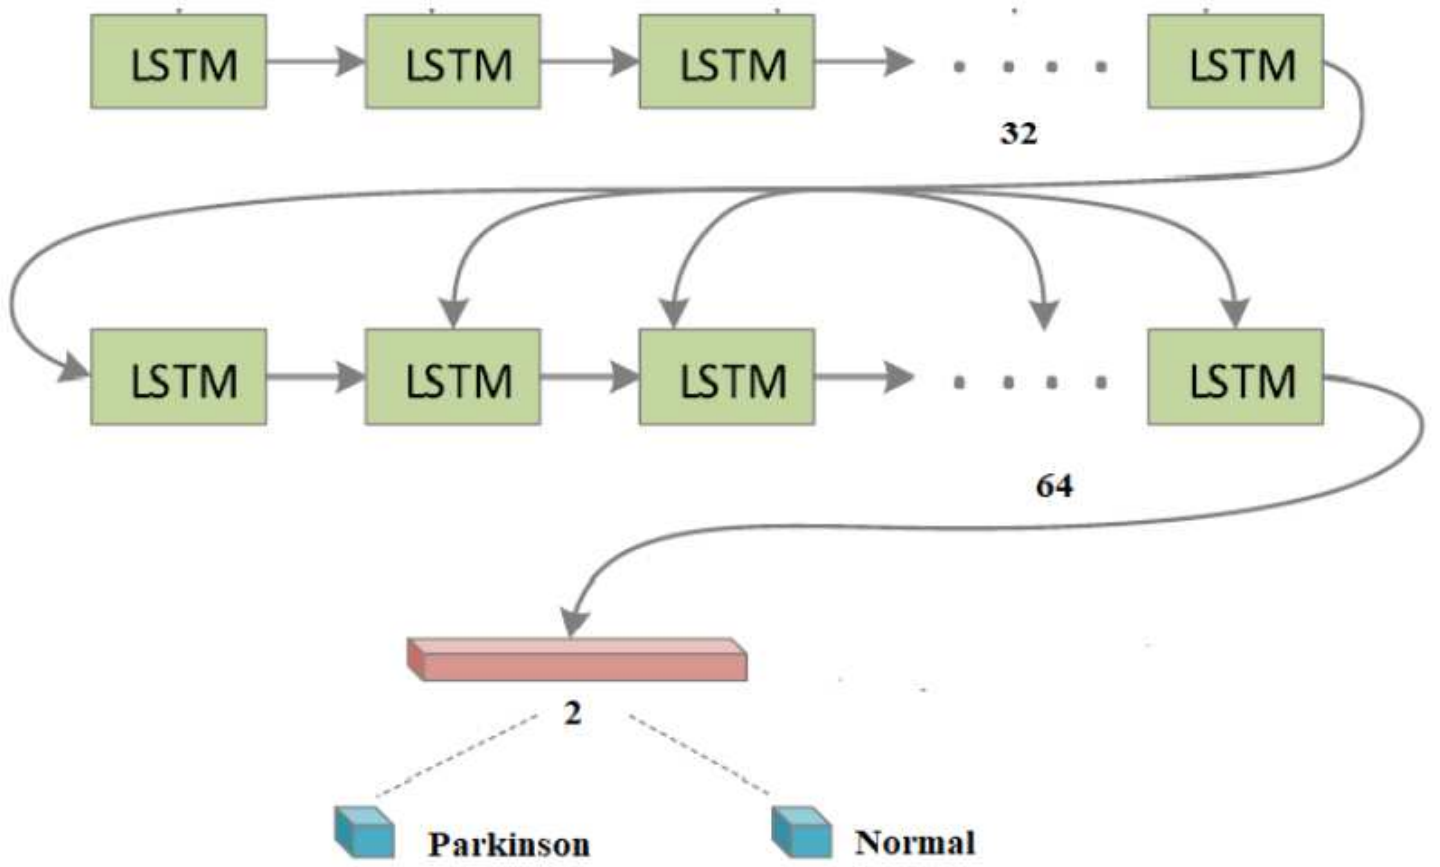 LSTM LSTM LSTM . . . . LSTM
32
LSTM LSTM LSTM . . . . LSTM
64
2
Parkinson Normal